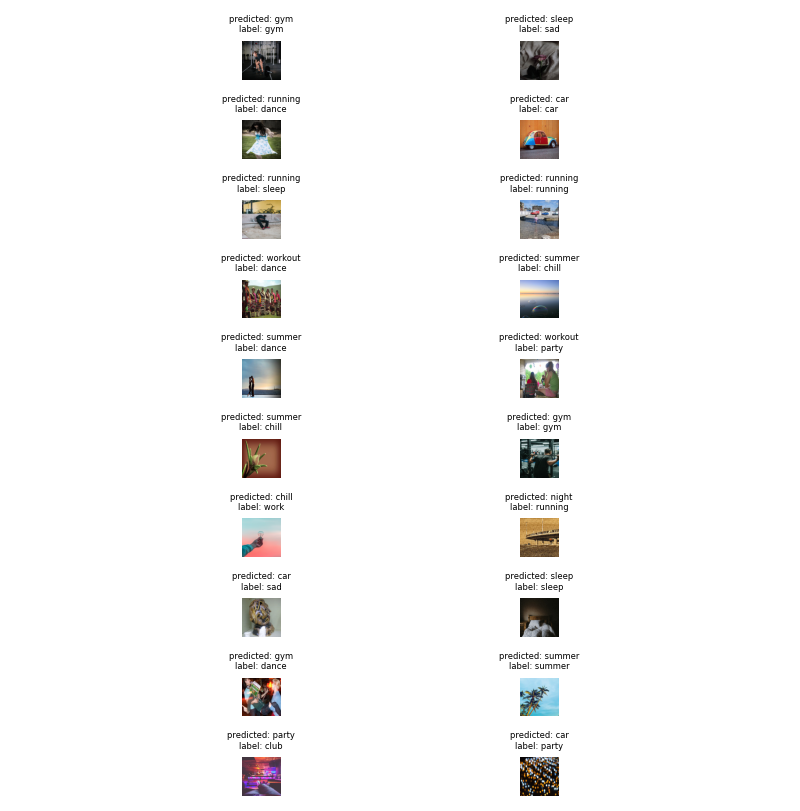 predicted: gym
label: gym
predicted: sleep
label: sad
predicted: running
label: dance
predicted: car
label: car
predicted: running
label: sleep
predicted: running
label: running
predicted: workout
label: dance
predicted: summer
label: chill
predicted: summer
label: dance
predicted: workout
label: party
predicted: summer
label: chill
predicted: gym
label: gym
predicted: chill
label: work
predicted: night
label: running
predicted: car
label: sad
predicted: sleep
label: sleep
predicted: gym
label: dance
predicted: summer
label: summer
predicted: party
label: club
predicted: car
label: party